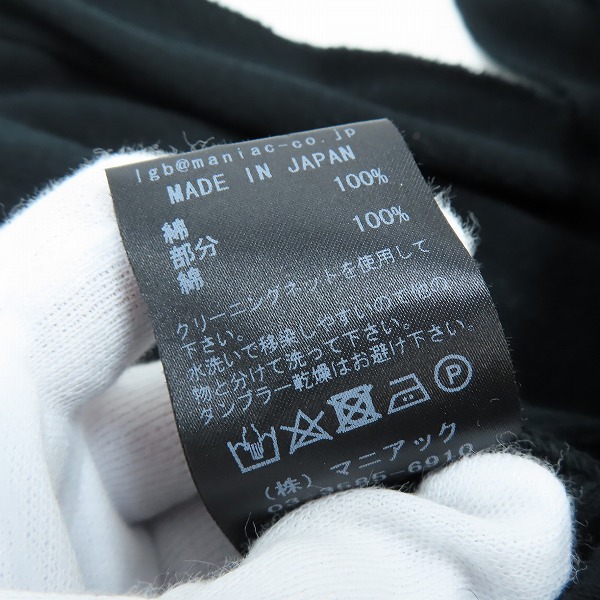 lgb@maniac-co.jp
MADE IN JAPAN
綿 100%
部分
綿 100%
クリーニングネットを使用して
下さい。
水洗いで移染しやすいので他の
物と分けて洗って下さい。
タンブラー乾燥はお避け下さい。
P
(株) マニアック
03-3585-6910